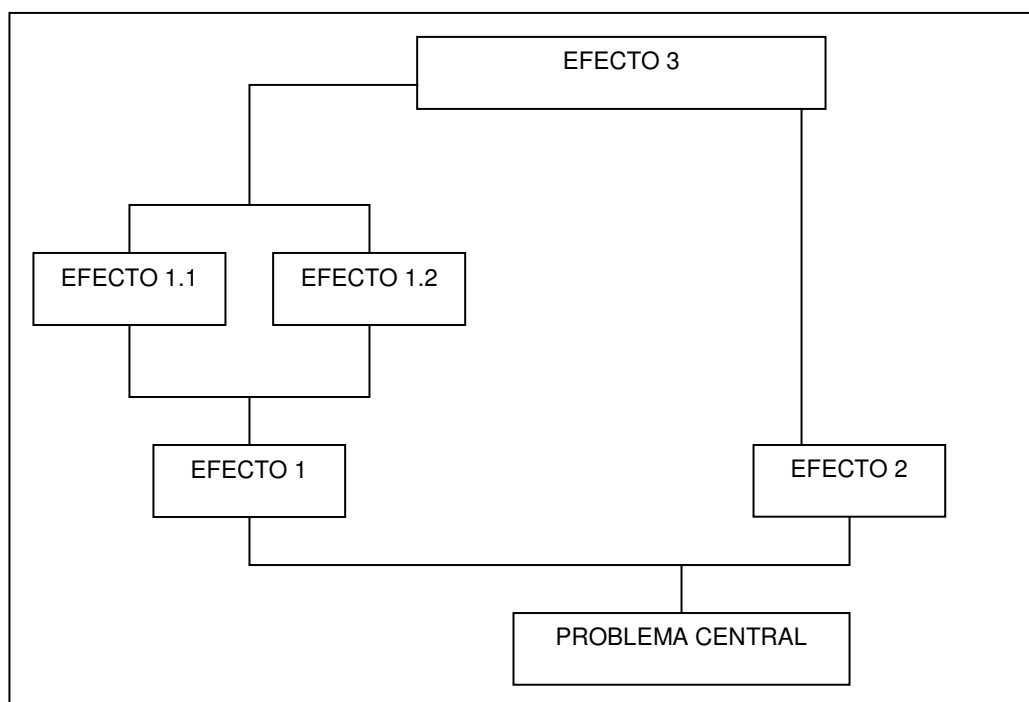 EFECTO 3
EFECTO 1.1
EFECTO 1.2
EFECTO 1
EFECTO 2
PROBLEMA CENTRAL